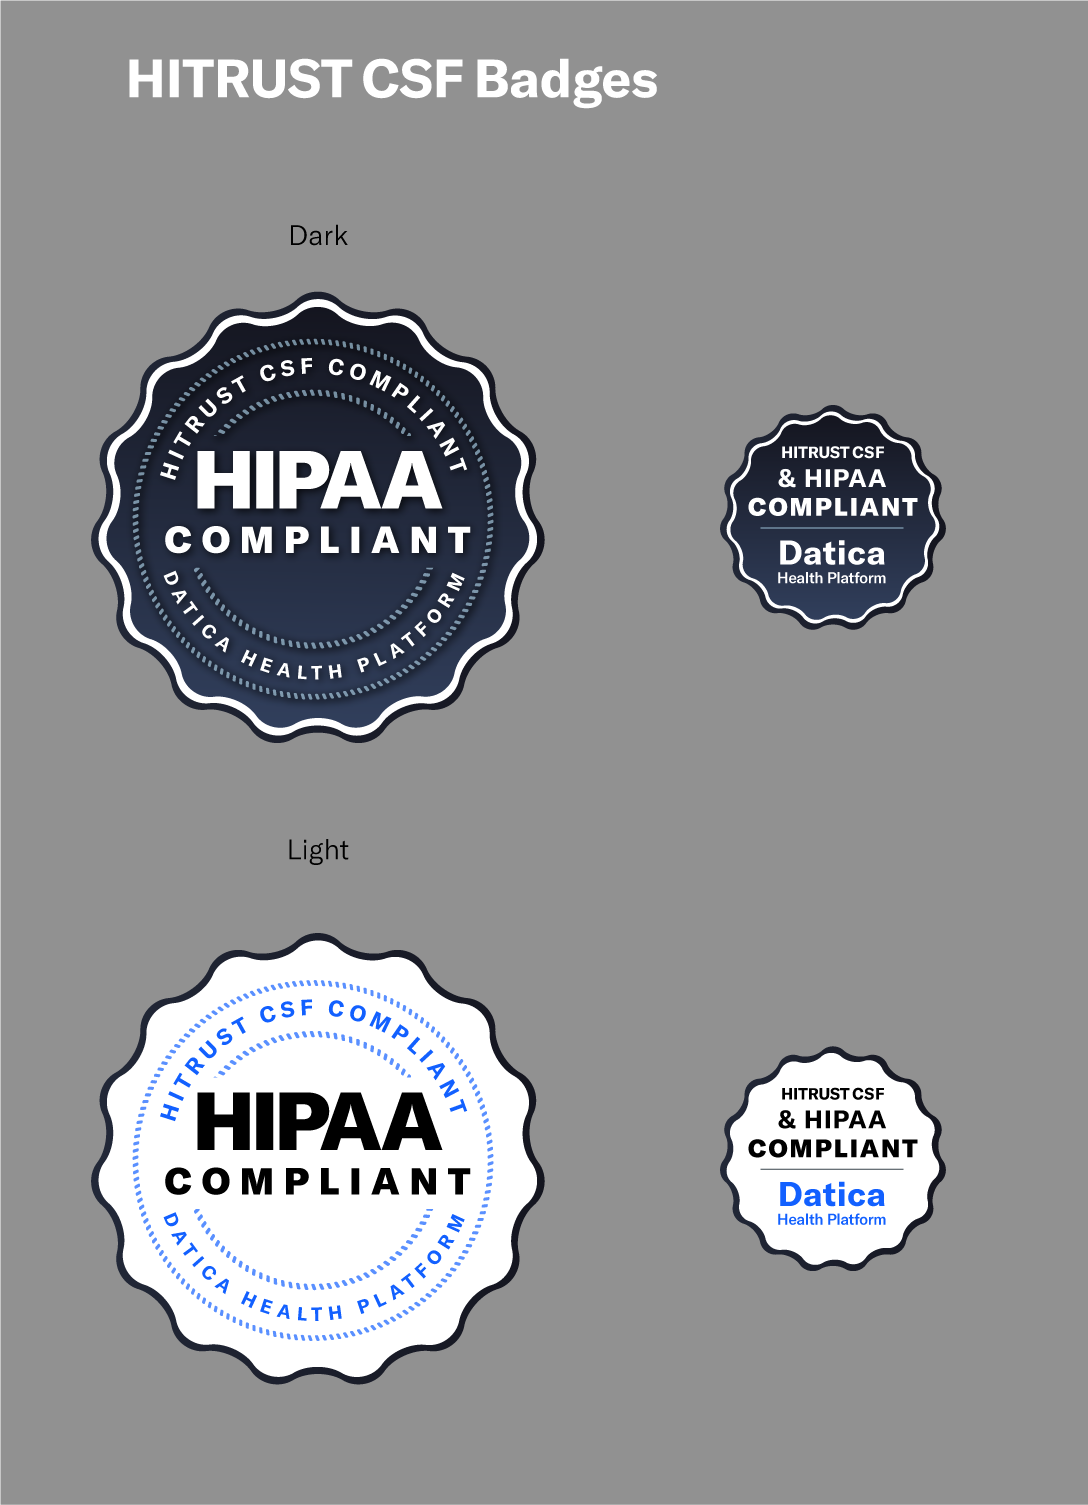 HITRUST CSF Badges
Dark
HITRUST CSF COMPLIANT
HIPAA
COMPLIANT
DATICA HEALTH PLATFORM
HITRUST CSF
& HIPAA
COMPLIANT
Datica
Health Platform
Light
HITRUST CSF COMPLIANT
HIPAA
COMPLIANT
DATICA HEALTH PLATFORM
HITRUST CSF
& HIPAA
COMPLIANT
Datica
Health Platform